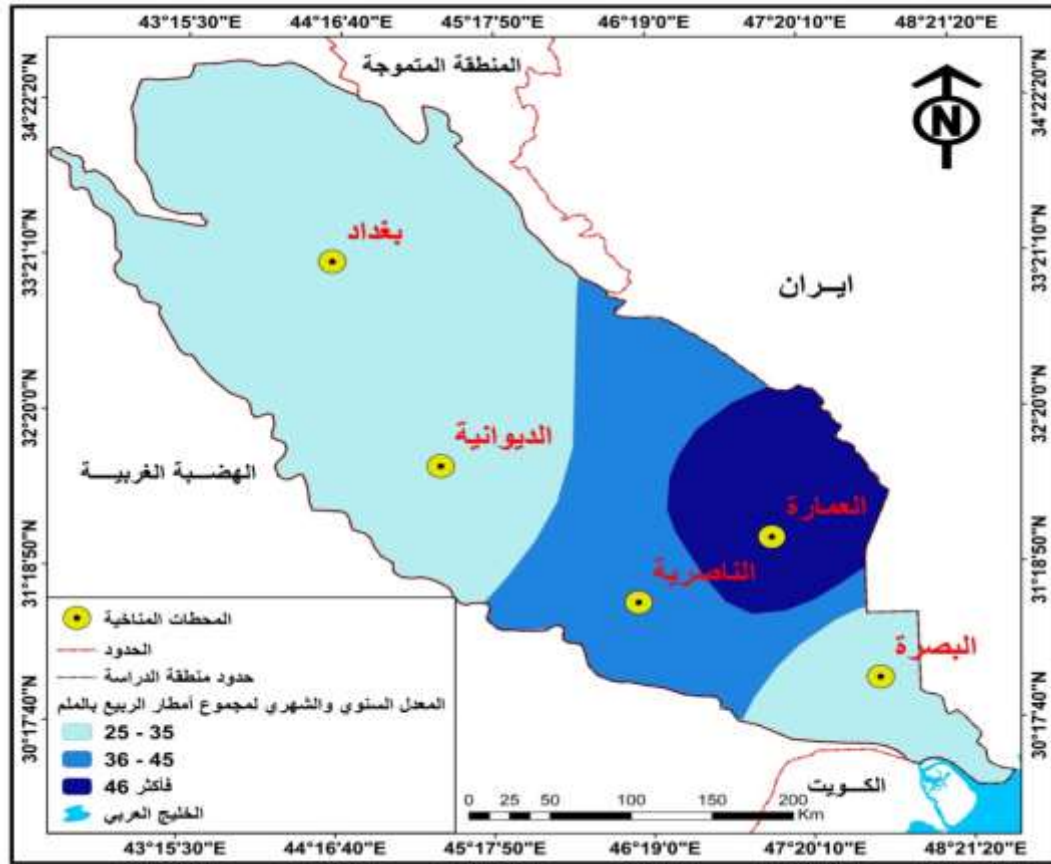 43°15'30"E 44°16'40"E 45°17'50"E 46°19'0"E 47°20'10"E 48°21'20"E
المنطقة المتموجة
34°22'20"N 34°22'20"N
N
بغداد
33°21'10"N 33°21'10"N
ايــران
32°20'0"N 32°20'0"N
الديوانية
الهضبـــة الغربيـــة
العمارة
31°18'50"N 31°18'50"N
الناصرية
المحطات المناخية
البصرة
الحدود
حدود منطقة الدراسة
المعدل السنوي والشهري لمجموع أمطار الربيع بالملم
30°17'40"N 30°17'40"N
25 - 35
36 - 45
46 فأكثر
الكويت
الخليج العربي
0 25 50 100 150 200
Km
43°15'30"E 44°16'40"E 45°17'50"E 46°19'0"E 47°20'10"E 48°21'20"E